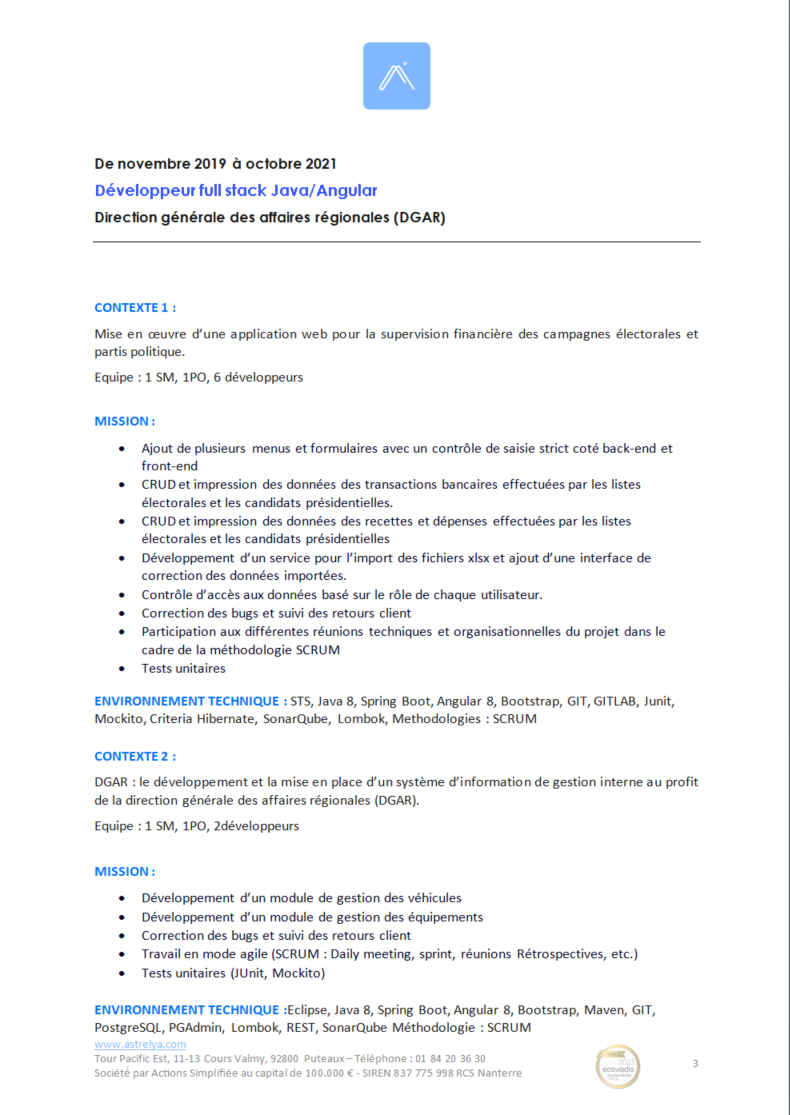 De novembre 2019 à octobre 2021
Développeur full stack Java/Angular
Direction générale des affaires régionales (DGAR)
CONTEXTE 1 :
Mise en œuvre d’une application web pour la supervision financière des campagnes électorales et
partis politique.
Equipe : 1 SM, 1PO, 6 développeurs
MISSION :
• Ajout de plusieurs menus et formulaires avec un contrôle de saisie strict coté back-end et
front-end
• CRUD et impression des données des transactions bancaires effectuées par les listes
électorales et les candidats présidentielles.
• CRUD et impression des données des recettes et dépenses effectuées par les listes
électorales et les candidats présidentielles
• Développement d’un service pour l’import des fichiers xlsx et ajout d’une interface de
correction des données importées.
• Contrôle d’accès aux données basé sur le rôle de chaque utilisateur.
• Correction des bugs et suivi des retours client
• Participation aux différentes réunions techniques et organisationnelles du projet dans le
cadre de la méthodologie SCRUM
• Tests unitaires
ENVIRONNEMENT TECHNIQUE : STS, Java 8, Spring Boot, Angular 8, Bootstrap, GIT, GITLAB, Junit,
Mockito, Criteria Hibernate, SonarQube, Lombok, Methodologies : SCRUM
CONTEXTE 2 :
DGAR : le développement et la mise en place d’un système d’information de gestion interne au profit
de la direction générale des affaires régionales (DGAR).
Equipe : 1 SM, 1PO, 2développeurs
MISSION :
• Développement d’un module de gestion des véhicules
• Développement d’un module de gestion des équipements
• Correction des bugs et suivi des retours client
• Travail en mode agile (SCRUM : Daily meeting, sprint, réunions Rétrospectives, etc.)
• Tests unitaires (JUnit, Mockito)
ENVIRONNEMENT TECHNIQUE :Eclipse, Java 8, Spring Boot, Angular 8, Bootstrap, Maven, GIT,
PostgreSQL, PGAdmin, Lombok, REST, SonarQube Méthodologie : SCRUM
www.astrelya.com
Tour Pacific Est, 11-13 Cours Valmy, 92800 Puteaux – Téléphone : 01 84 20 36 30
Société par Actions Simplifiée au capital de 100.000 € - SIREN 837 775 998 RCS Nanterre
2023
ecovadis
3